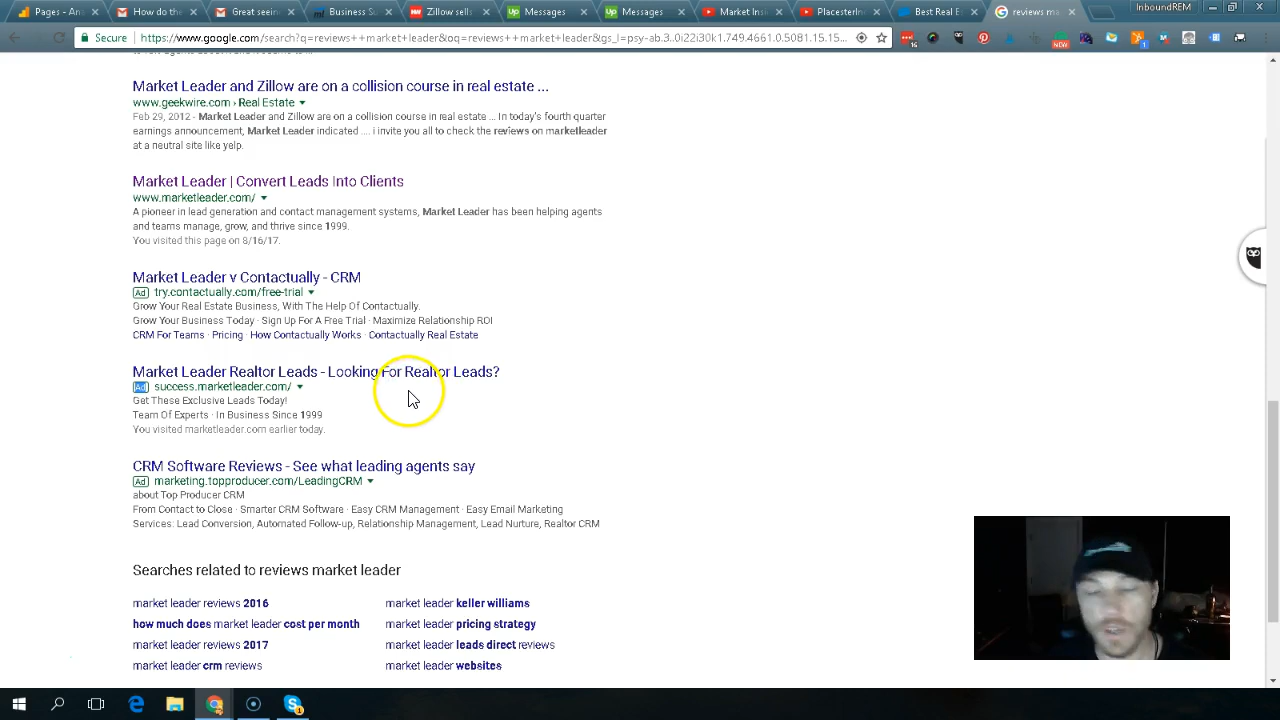 Pages - An
How do the
Great seein
Business Su
Zillow sells
Messages
Messages
Market Insi
PlacesterIn
Best Real E
reviews ma
InboundREM
Secure
https://www.google.com/search?q=reviews++market+leader&oq=reviews++market+leader&gs_l=psy-ab.3..0i22i30k1.749.4661.0.5081.15.15...
Market Leader and Zillow are on a collision course in real estate ...
www.geekwire.com › Real Estate
Feb 29, 2012 - Market Leader and Zillow are on a collision course in real estate ... In today's fourth quarter
earnings announcement, Market Leader indicated .... i invite you all to check the reviews on marketleader
at a neutral site like yelp.
Market Leader | Convert Leads Into Clients
www.marketleader.com/
A pioneer in lead generation and contact management systems, Market Leader has been helping agents
and teams manage, grow, and thrive since 1999.
You visited this page on 8/16/17.
Market Leader v Contactually - CRM
Ad try.contactually.com/free-trial
Grow Your Real Estate Business, With The Help Of Contactually.
Grow Your Business Today · Sign Up For A Free Trial · Maximize Relationship ROI
CRM For Teams · Pricing · How Contactually Works · Contactually Real Estate
Market Leader Realtor Leads - Looking For Realtor Leads?
Ad success.marketleader.com/
Get These Exclusive Leads Today!
Team Of Experts · In Business Since 1999
You visited marketleader.com earlier today.
CRM Software Reviews - See what leading agents say
Ad marketing.topproducer.com/LeadingCRM
about Top Producer CRM
From Contact to Close · Smarter CRM Software · Easy CRM Management · Easy Email Marketing
Services: Lead Conversion, Automated Follow-up, Relationship Management, Lead Nurture, Realtor CRM
Searches related to reviews market leader
market leader reviews 2016
market leader keller williams
how much does market leader cost per month
market leader pricing strategy
market leader reviews 2017
market leader leads direct reviews
market leader crm reviews
market leader websites